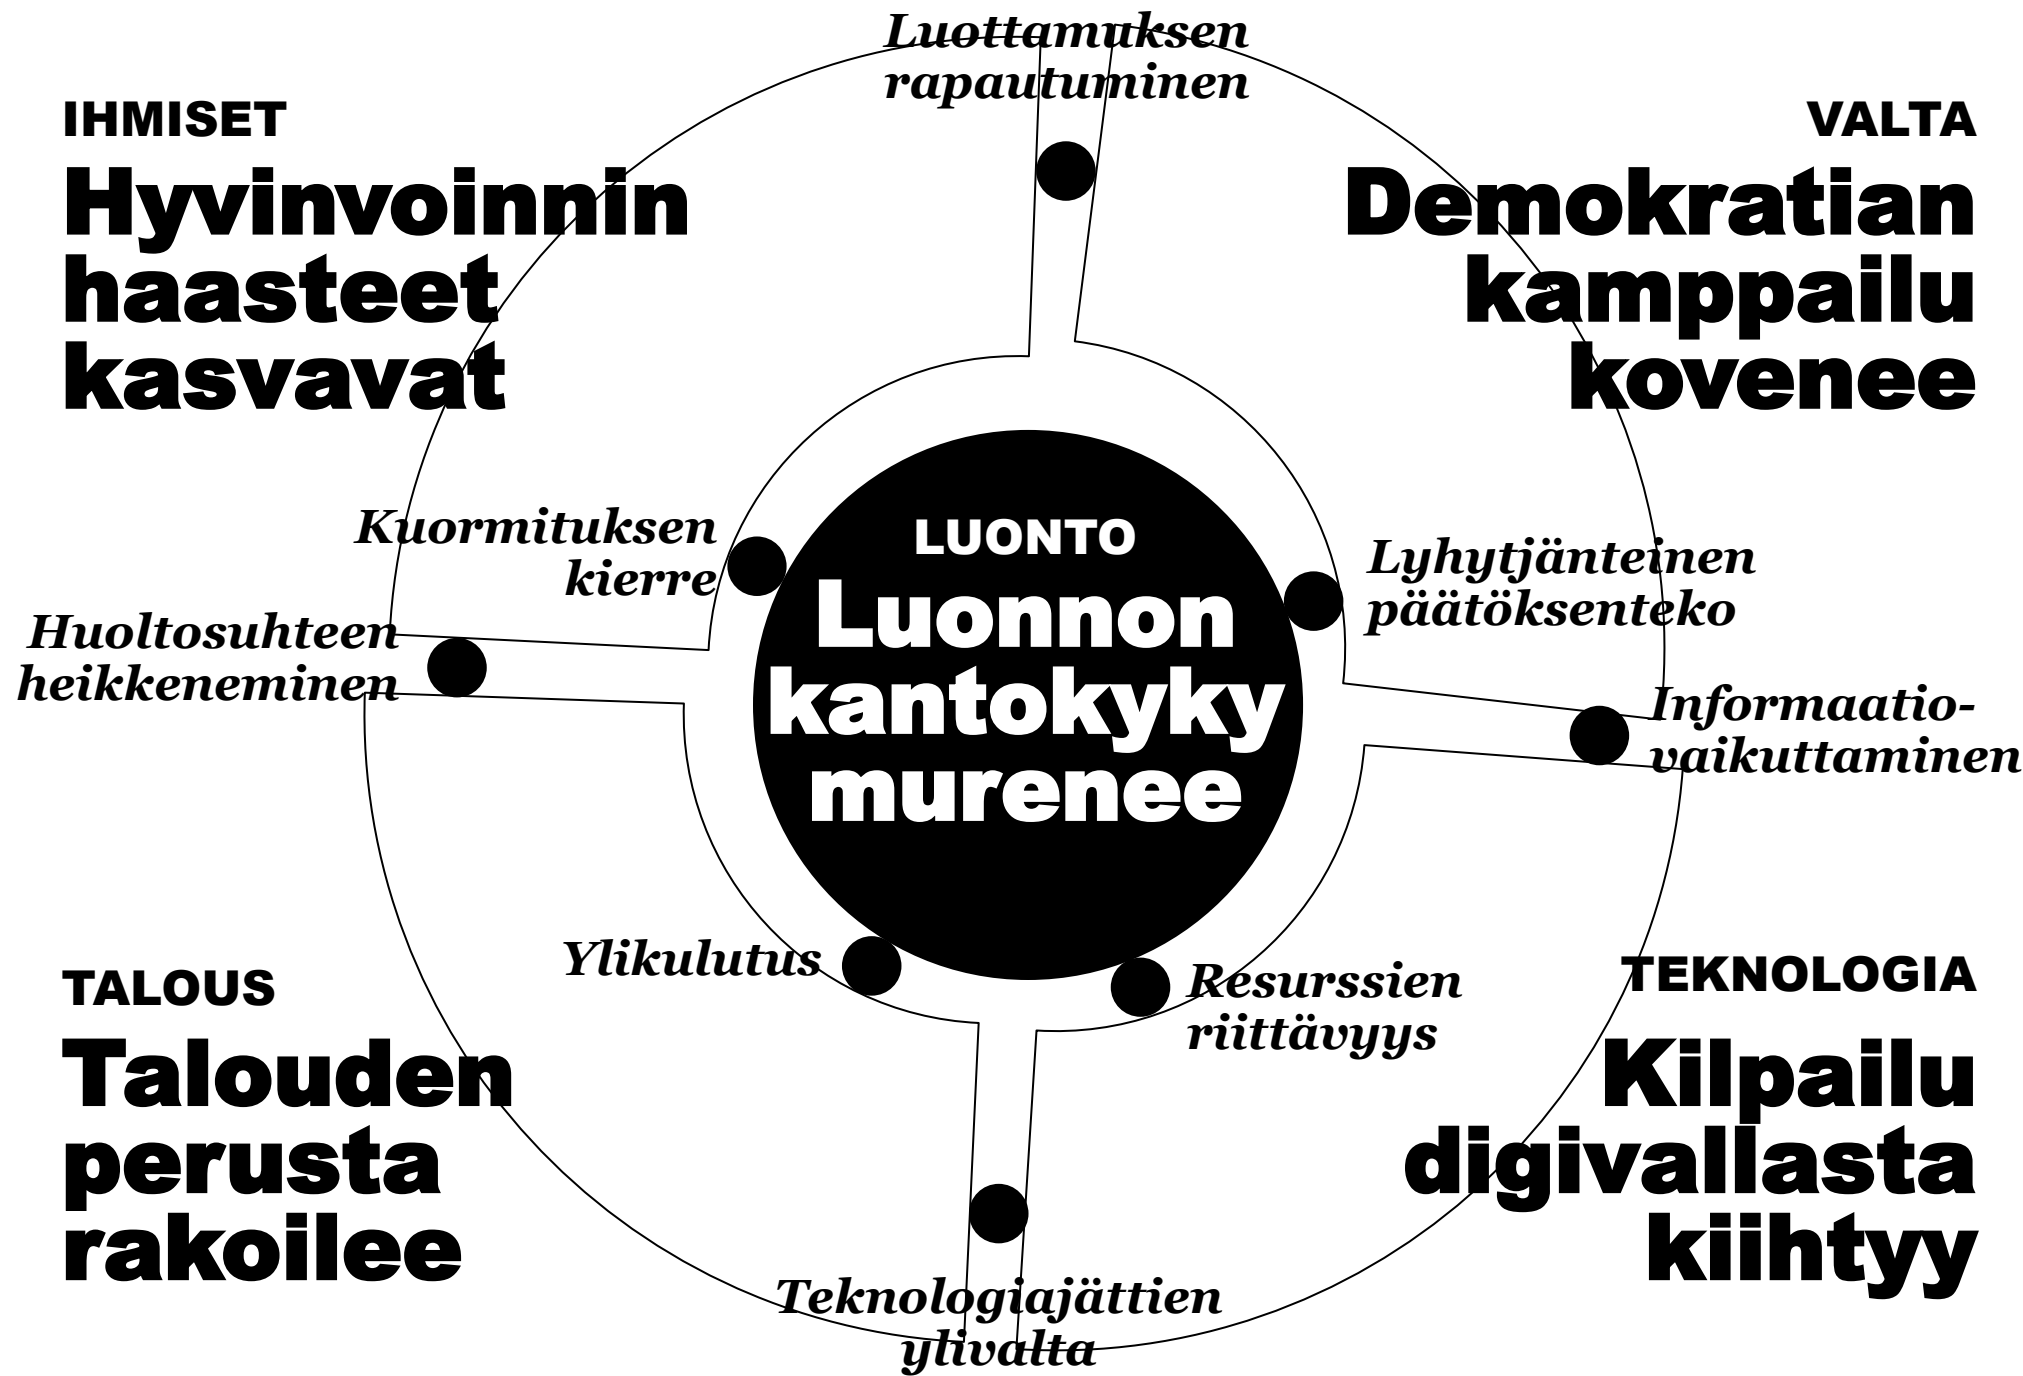 Luottamuksen
rapautuminen
IHMISET
Hyvinvoinnin
haasteet
kasvavat
VALTA
Demokratian
kamppailu
kovenee
Kuormituksen
kierre
Huoltosuhteen
heikkeneminen
LUONTO
Luonnon
kantokyky
murenee
Lyhytjänteinen
päätöksenteko
Informaatio-
vaikuttaminen
Ylikulutus
Resurssien
riittävyys
TALOUS
Talouden
perusta
rakoilee
TEKNOLOGIA
Kilpailu
digivallasta
kiihtyy
Teknologiajättien
ylivalta